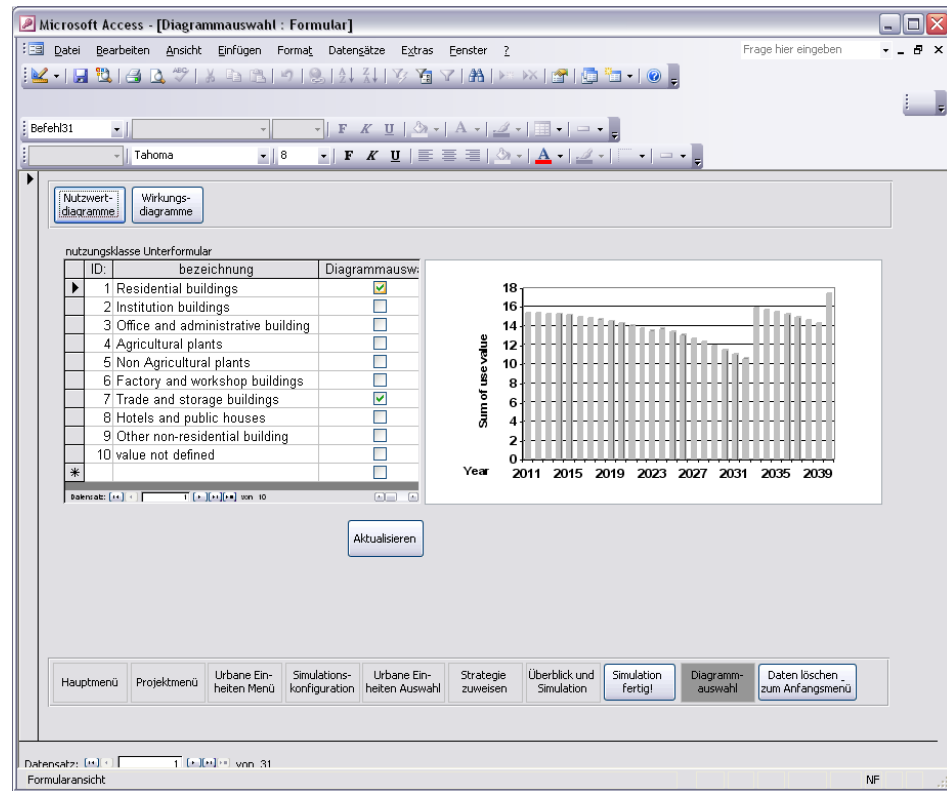 Microsoft Access - [Diagrammauswahl : Formular]
Datei Bearbeiten Ansicht Einfügen Format Datensätze Extras Fenster ? Frage hier eingeben
Befehl31 F K U A
Tahoma 8 F K U A
Nutzwert-
diagramme
Wirkungs-
diagramme
nutzungsklasse Unterformular
ID: bezeichnung Diagrammausw
1 Residential buildings
2 Institution buildings
3 Office and administrative building
4 Agricultural plants
5 Non Agricultural plants
6 Factory and workshop buildings
7 Trade and storage buildings
8 Hotels and public houses
9 Other non-residential building
10 value not defined
*
Datensatz: 1 von 10
Sum of use value
18
16
14
12
10
8
6
4
2
0
Year 2011 2015 2019 2023 2027 2031 2035 2039
Aktualisieren
Hauptmenü
Projektmenü
Urbane Ein-
heiten Menü
Simulations-
konfiguration
Urbane Ein-
heiten Auswahl
Strategie
zuweisen
Überblick und
Simulation
Simulation
fertig!
Diagramm-
auswahl
Daten löschen _
zum Anfangsmenü
Datensatz: 1 von 31
Formularansicht NF